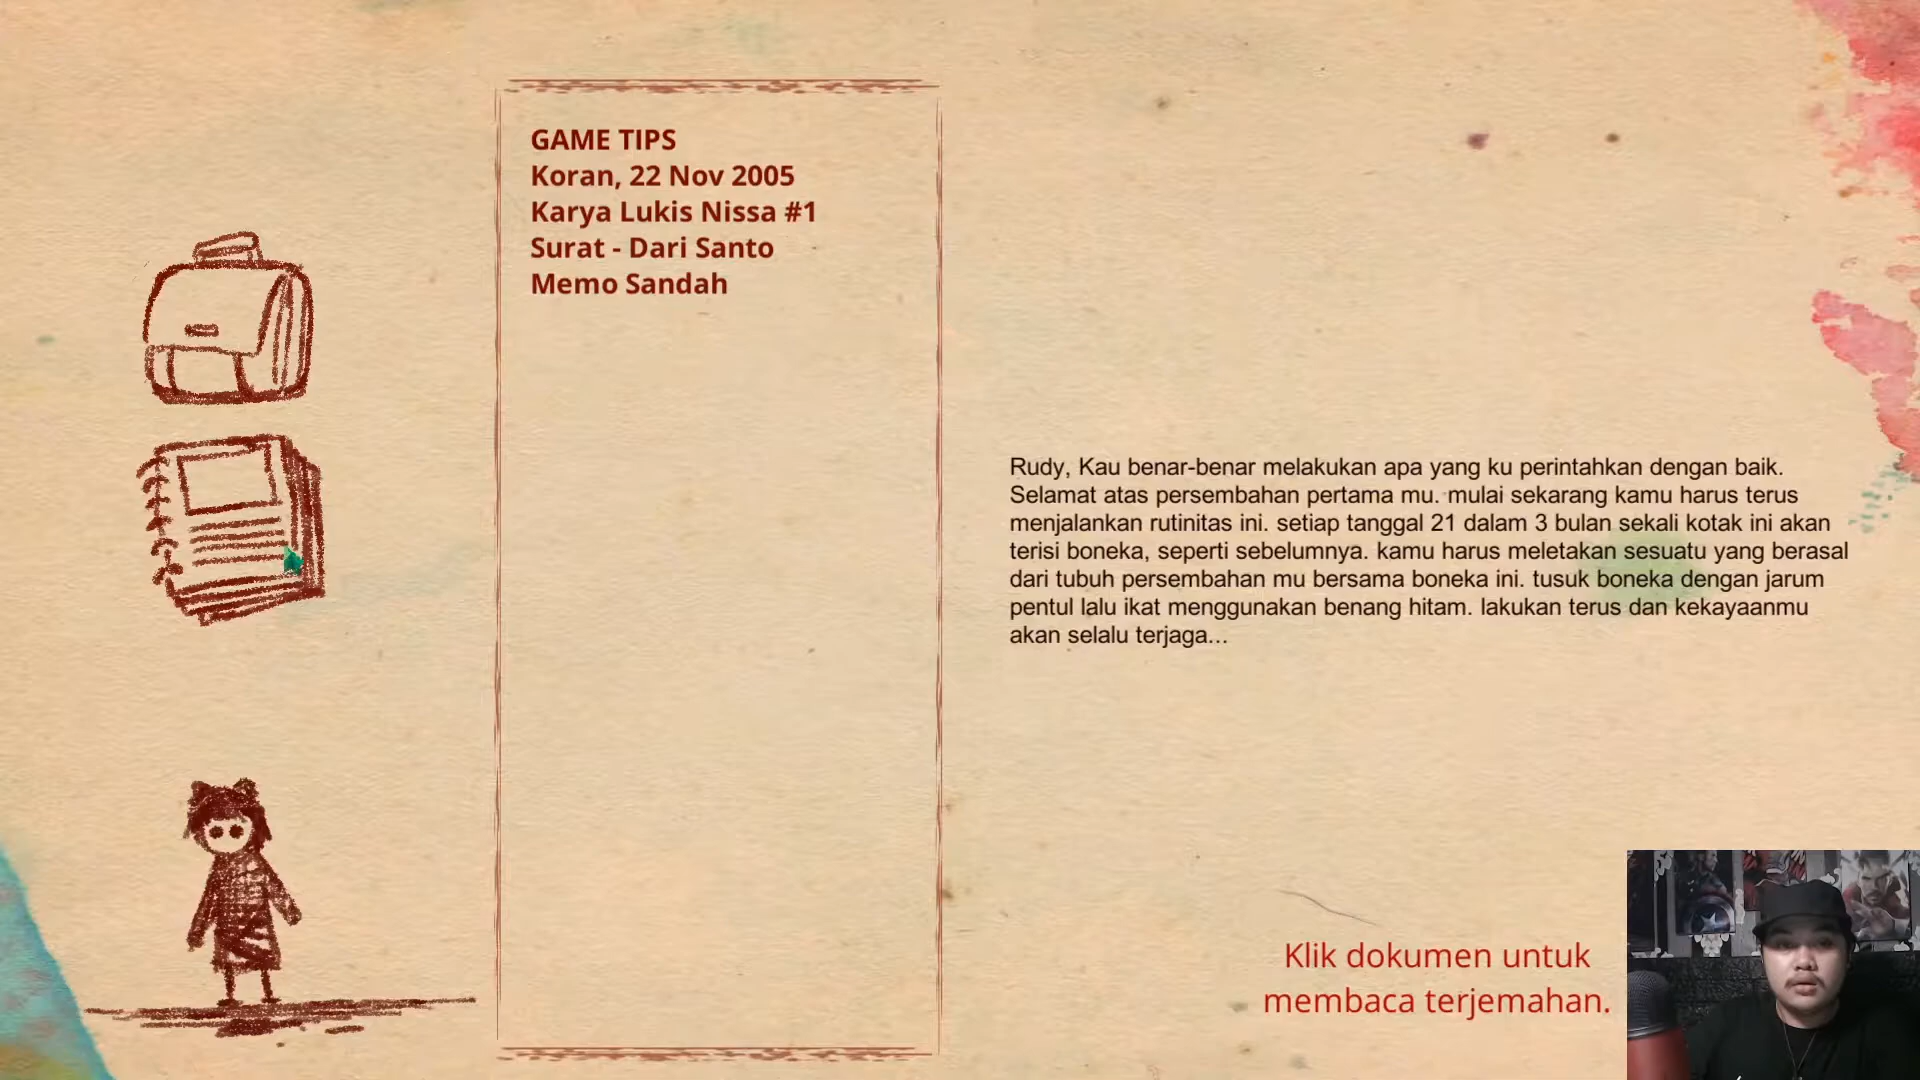 GAME TIPS
Koran, 22 Nov 2005
Karya Lukis Nissa #1
Surat - Dari Santo
Memo Sandah
Rudy, Kau benar-benar melakukan apa yang ku perintahkan dengan baik.
Selamat atas persembahan pertama mu. mulai sekarang kamu harus terus
menjalankan rutinitas ini. setiap tanggal 21 dalam 3 bulan sekali kotak ini akan
terisi boneka, seperti sebelumnya. kamu harus meletakan sesuatu yang berasal
dari tubuh persembahan mu bersama boneka ini. tusuk boneka dengan jarum
pentul lalu ikat menggunakan benang hitam. lakukan terus dan kekayaanmu
akan selalu terjaga...
Klik dokumen untuk
membaca terjemahan.